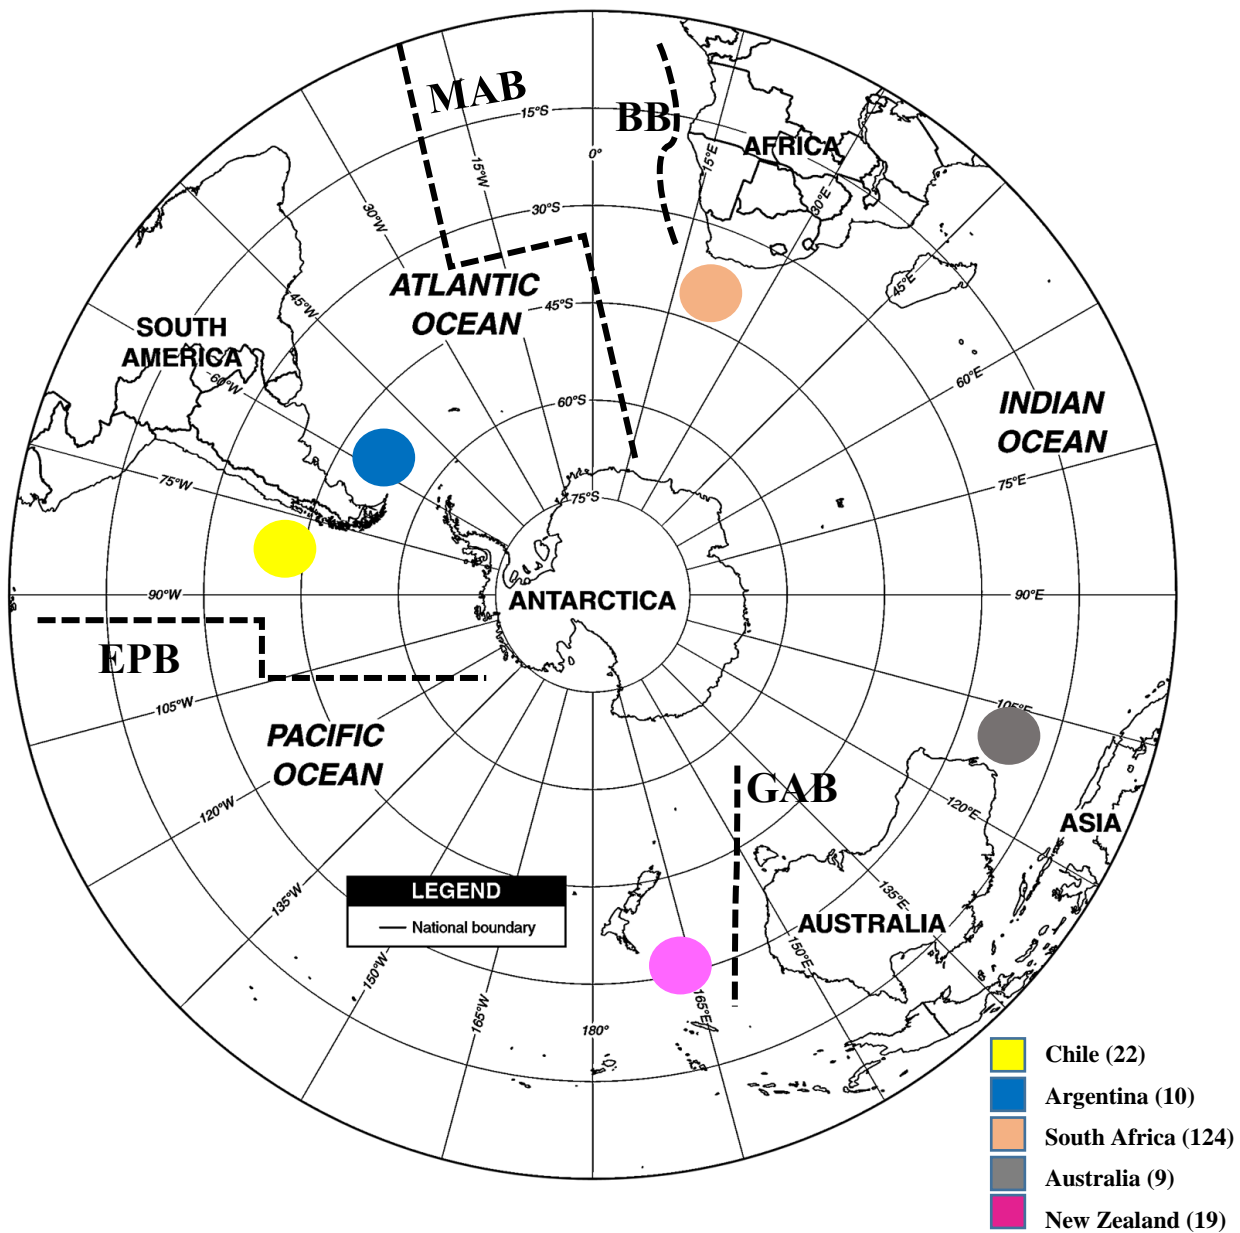 MAB
BB
15°S
AFRICA
0°
15°E
15°W
30°E
30°W
30°S
ATLANTIC
OCEAN
45°E
45°W
45°S
SOUTH
AMERICA
60°W
60°E
60°S
INDIAN
OCEAN
75°W
75°E
75°S
90°W
ANTARCTICA
90°E
EPB
105°W
105°E
PACIFIC
OCEAN
GAB
120°W
120°E
ASIA
LEGEND
National boundary
135°W
135°E
AUSTRALIA
150°W
150°E
165°W
165°E
180°
Chile (22)
Argentina (10)
South Africa (124)
Australia (9)
New Zealand (19)